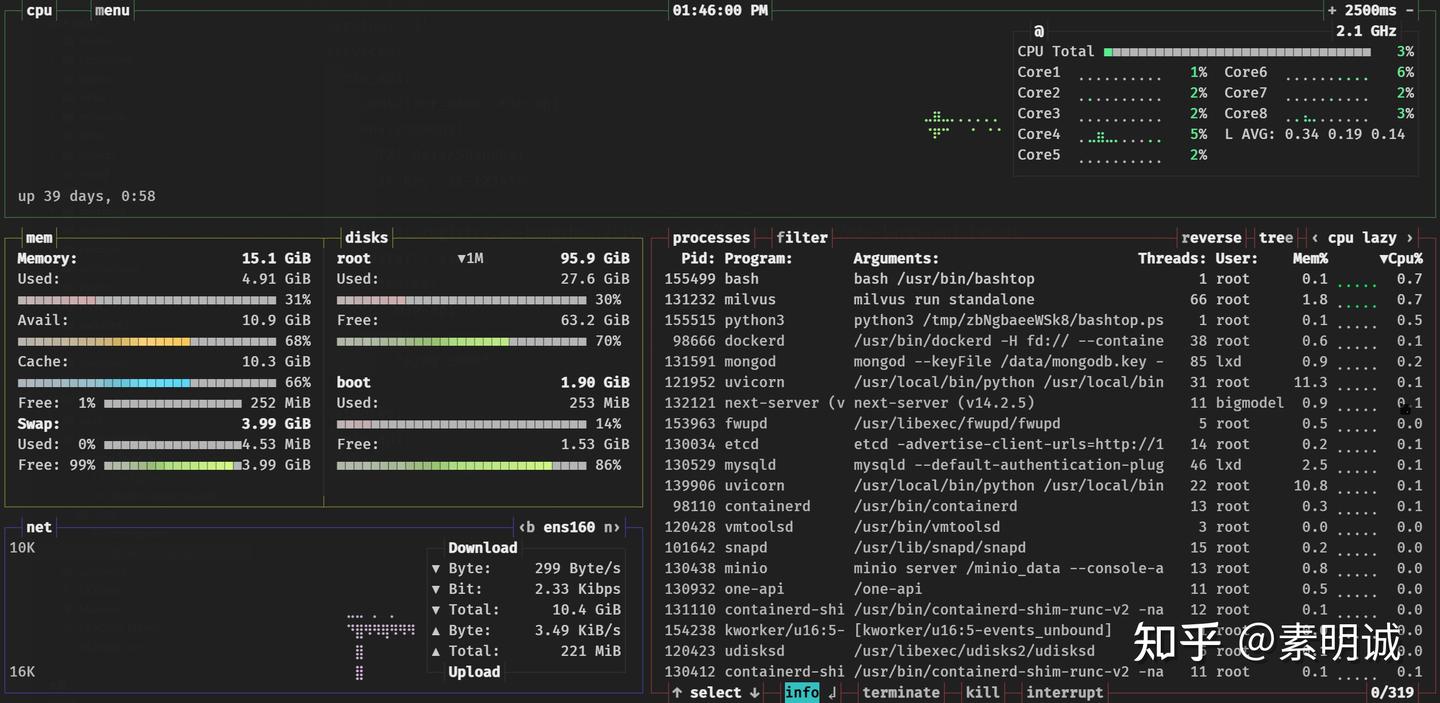 cpu menu 01:46:00 PM + 2500ms -
@ 2.1 GHz
CPU Total 3%
Core1 1% Core6 6%
Core2 2% Core7 2%
Core3 2% Core8 3%
Core4 5% L AVG: 0.34 0.19 0.14
Core5 2%
up 39 days, 0:58
mem disks
Memory: 15.1 GiB root ▼1M 95.9 GiB
Used: 4.91 GiB Used: 27.6 GiB
31% 30%
Avail: 10.9 GiB Free: 63.2 GiB
68% 70%
Cache: 10.3 GiB
66% boot 1.90 GiB
Free: 1% 252 MiB Used: 253 MiB
Swap: 3.99 GiB 14%
Used: 0% 4.53 MiB Free: 1.53 GiB
Free: 99% 3.99 GiB 86%
net ‹b ens160 n›
10K Download
▼ Byte: 299 Byte/s
▼ Bit: 2.33 Kibps
▼ Total: 10.4 GiB
▲ Byte: 3.49 KiB/s
▲ Total: 221 MiB
16K Upload
processes filter reverse tree ‹ cpu lazy ›
Pid: Program: Arguments: Threads: User: Mem% ▼Cpu%
155499 bash bash /usr/bin/bashtop 1 root 0.1 0.7
131232 milvus milvus run standalone 66 root 1.8 0.7
155515 python3 python3 /tmp/zbNgbaeeWSk8/bashtop.ps 1 root 0.1 0.5
98666 dockerd /usr/bin/dockerd -H fd:// --containe 38 root 0.6 0.1
131591 mongod mongod --keyFile /data/mongodb.key - 85 lxd 0.9 0.2
121952 uvicorn /usr/local/bin/python /usr/local/bin 31 root 11.3 0.1
132121 next-server (v next-server (v14.2.5) 11 bigmodel 0.9 0.1
153963 fwupd /usr/libexec/fwupd/fwupd 5 root 0.5 0.0
130034 etcd etcd -advertise-client-urls=http://1 14 root 0.2 0.1
130529 mysqld mysqld --default-authentication-plug 46 lxd 2.5 0.1
139906 uvicorn /usr/local/bin/python /usr/local/bin 22 root 10.8 0.1
98110 containerd /usr/bin/containerd 13 root 0.3 0.1
120428 vmtoolsd /usr/bin/vmtoolsd 3 root 0.0 0.0
101642 snapd /usr/lib/snapd/snapd 15 root 0.2 0.0
130438 minio minio server /minio_data --console-a 13 root 0.8 0.0
130932 one-api /one-api 11 root 0.5 0.0
131110 containerd-shi /usr/bin/containerd-shim-runc-v2 -na 12 root 0.1 0.0
154238 kworker/u16:5- [kworker/u16:5-events_unbound]
120423 udisksd /usr/libexec/udisks2/udisksd
130412 containerd-shi /usr/bin/containerd-shim-runc-v2 -na 11 root 0.1 0.0
知乎 @素明诚
↑ select ↓ info ↲ terminate kill interrupt 0/319